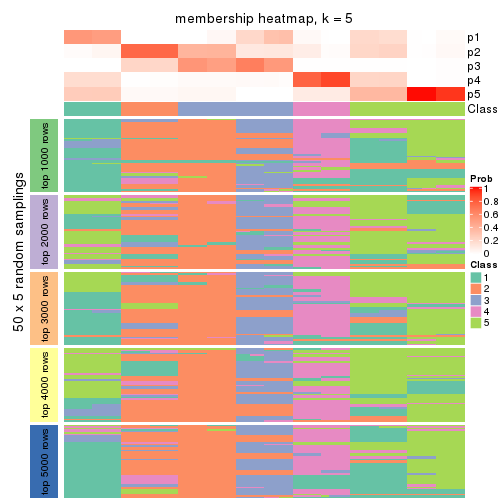 membership heatmap, k = 5
p1
p2
p3
p4
p5
Class
50 x 5 random samplings
top 1000 rows
top 2000 rows
top 3000 rows
top 4000 rows
top 5000 rows
Prob
1
0.8
0.6
0.4
0.2
0
Class
1
2
3
4
5